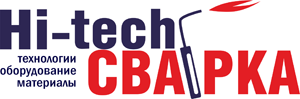 Hi-tech
технологии
оборудование
материалы
СВАРКА